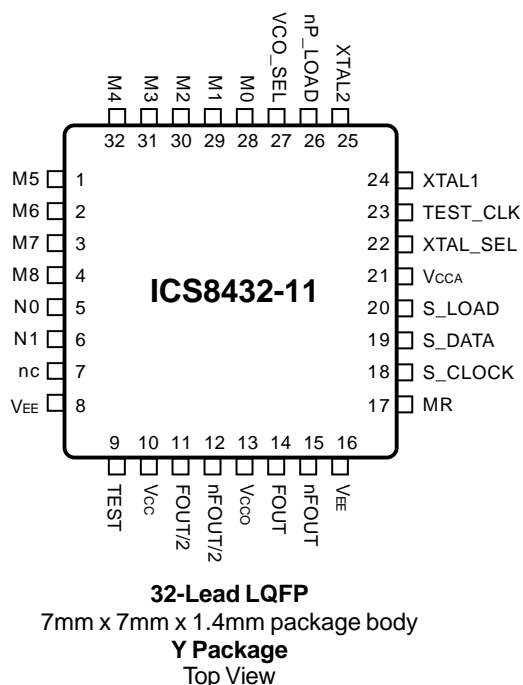 M4 M3 M2 M1 M0 VCO_SEL nP_LOAD XTAL2
32 31 30 29 28 27 26 25
M5 1
M6 2
M7 3
M8 4
N0 5
N1 6
nc 7
VEE 8
24 XTAL1
23 TEST_CLK
22 XTAL_SEL
21 VCCA
20 S_LOAD
19 S_DATA
18 S_CLOCK
17 MR
ICS8432-11
9 10 11 12 13 14 15 16
TEST VCC FOUT/2 nFOUT/2 VCCO FOUT nFOUT VEE
32-Lead LQFP
7mm x 7mm x 1.4mm package body
Y Package
Top View